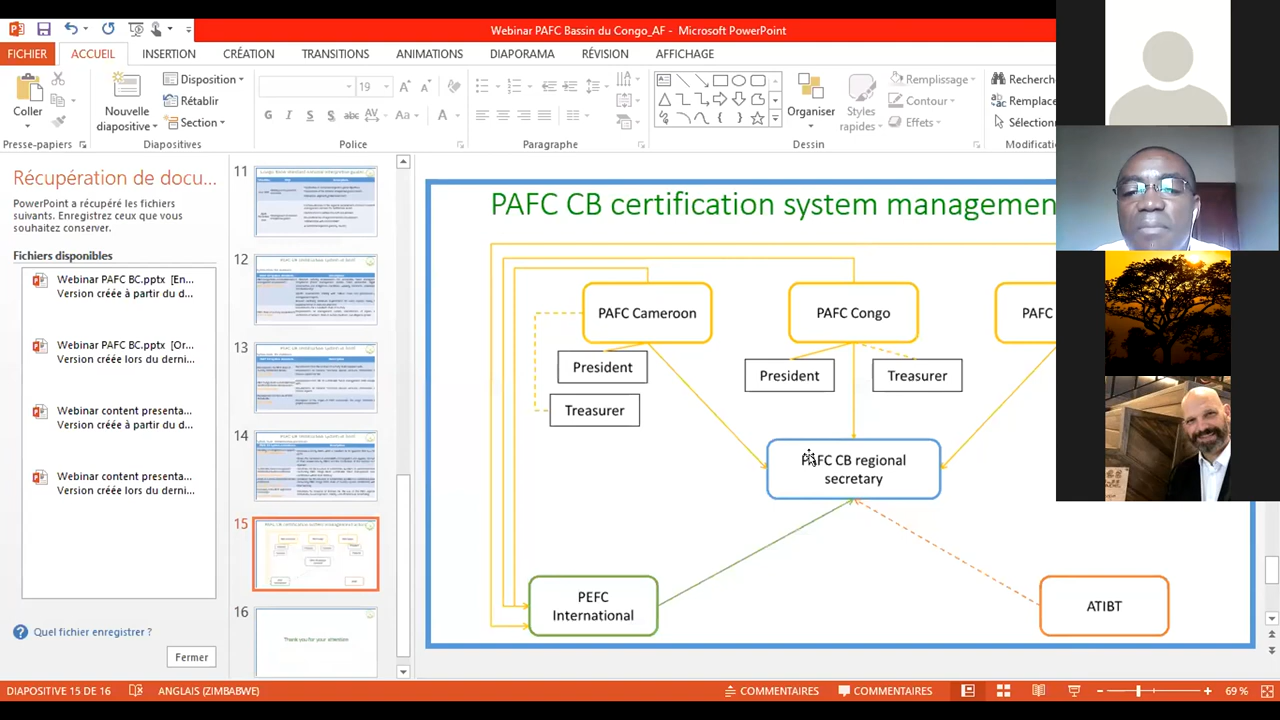 Webinar PAFC Bassin du Congo_AF - Microsoft PowerPoint
FICHIER ACCUEIL INSERTION CRÉATION TRANSITIONS ANIMATIONS DIAPORAMA RÉVISION AFFICHAGE
Coller
Nouvelle diapositive
Disposition
Rétablir
Section
19
G I S S abc AV Aa A
Organiser
Styles rapides
Remplissage
Contour
Effets
Recherche
Remplace
Sélection
Presse-papiers Diapositives Police Paragraphe Dessin Modificatio
Récupération de docu...
PowerPoint a récupéré les fichiers
suivants. Enregistrez ceux que vous
souhaitez conserver.
Fichiers disponibles
Webinar PAFC BC.pptx [En...
Version créée à partir du d...
Webinar PAFC BC.pptx [Or...
Version créée lors du derni...
Webinar content presenta...
Version créée à partir du d...
Webinar content presenta...
Version créée lors du derni...
Quel fichier enregistrer ?
Fermer
11
12
13
14
15
16
Thank you for your attention
PAFC CB certification system managemen
PAFC Cameroon
PAFC Congo
PAFC
President
Treasurer
President
Treasurer
PAFC CB regional
secretary
PEFC
International
ATIBT
DIAPOSITIVE 15 DE 16 ANGLAIS (ZIMBABWE) COMMENTAIRES COMMENTAIRES 69 %